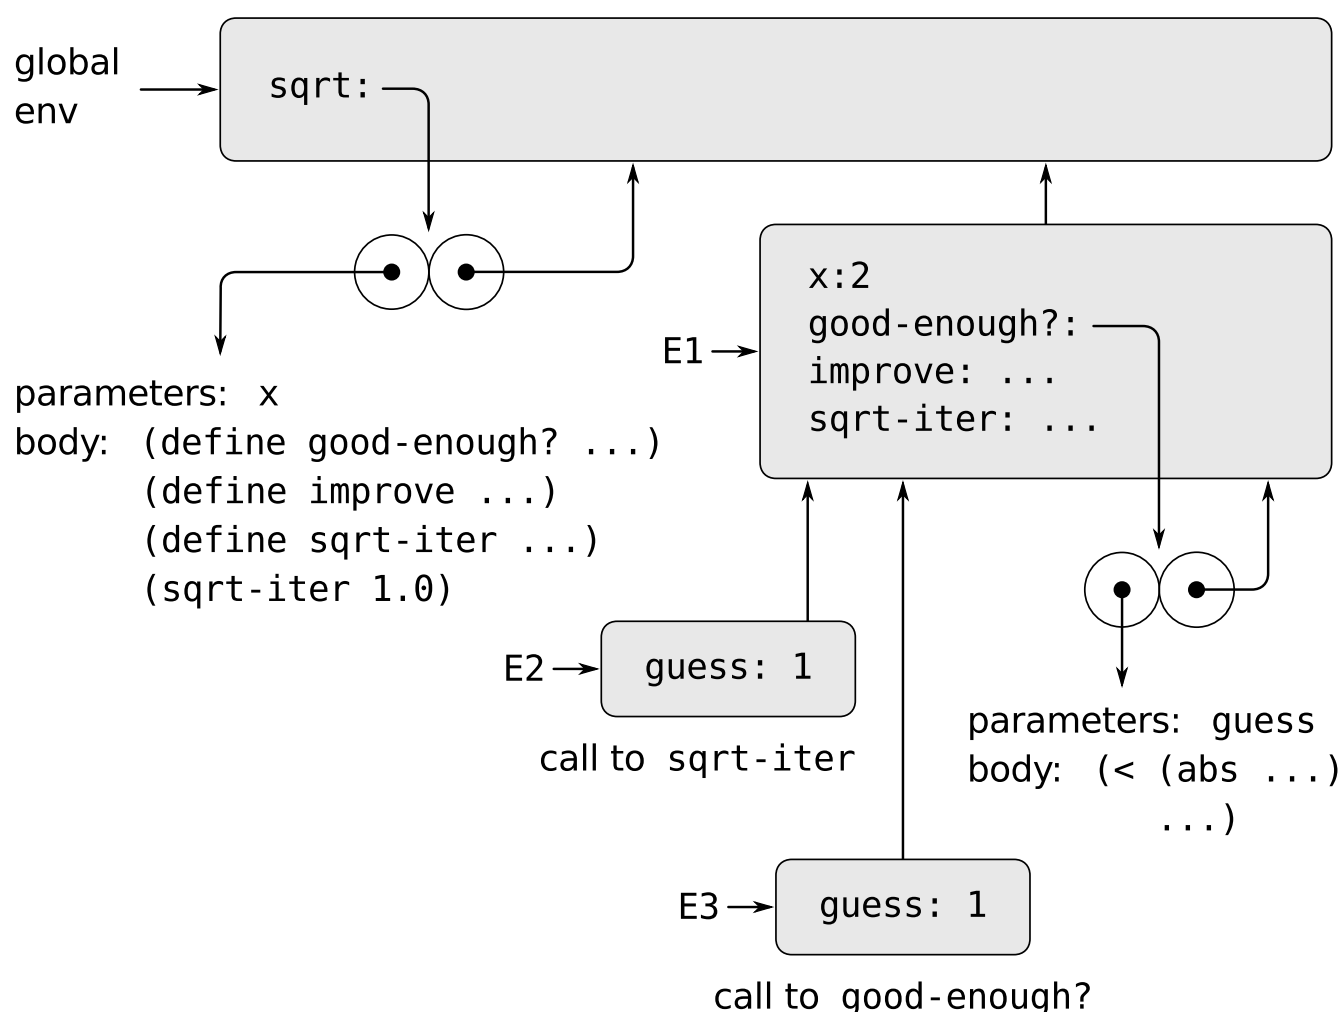 global
env
sqrt:
x:2
good-enough?:
improve: ...
sqrt-iter: ...
E1
parameters: x
body: (define good-enough? ...)
(define improve ...)
(define sqrt-iter ...)
(sqrt-iter 1.0)
E2
guess: 1
call to sqrt-iter
parameters: guess
body: (< (abs ...)
...)
E3
guess: 1
call to good-enough?